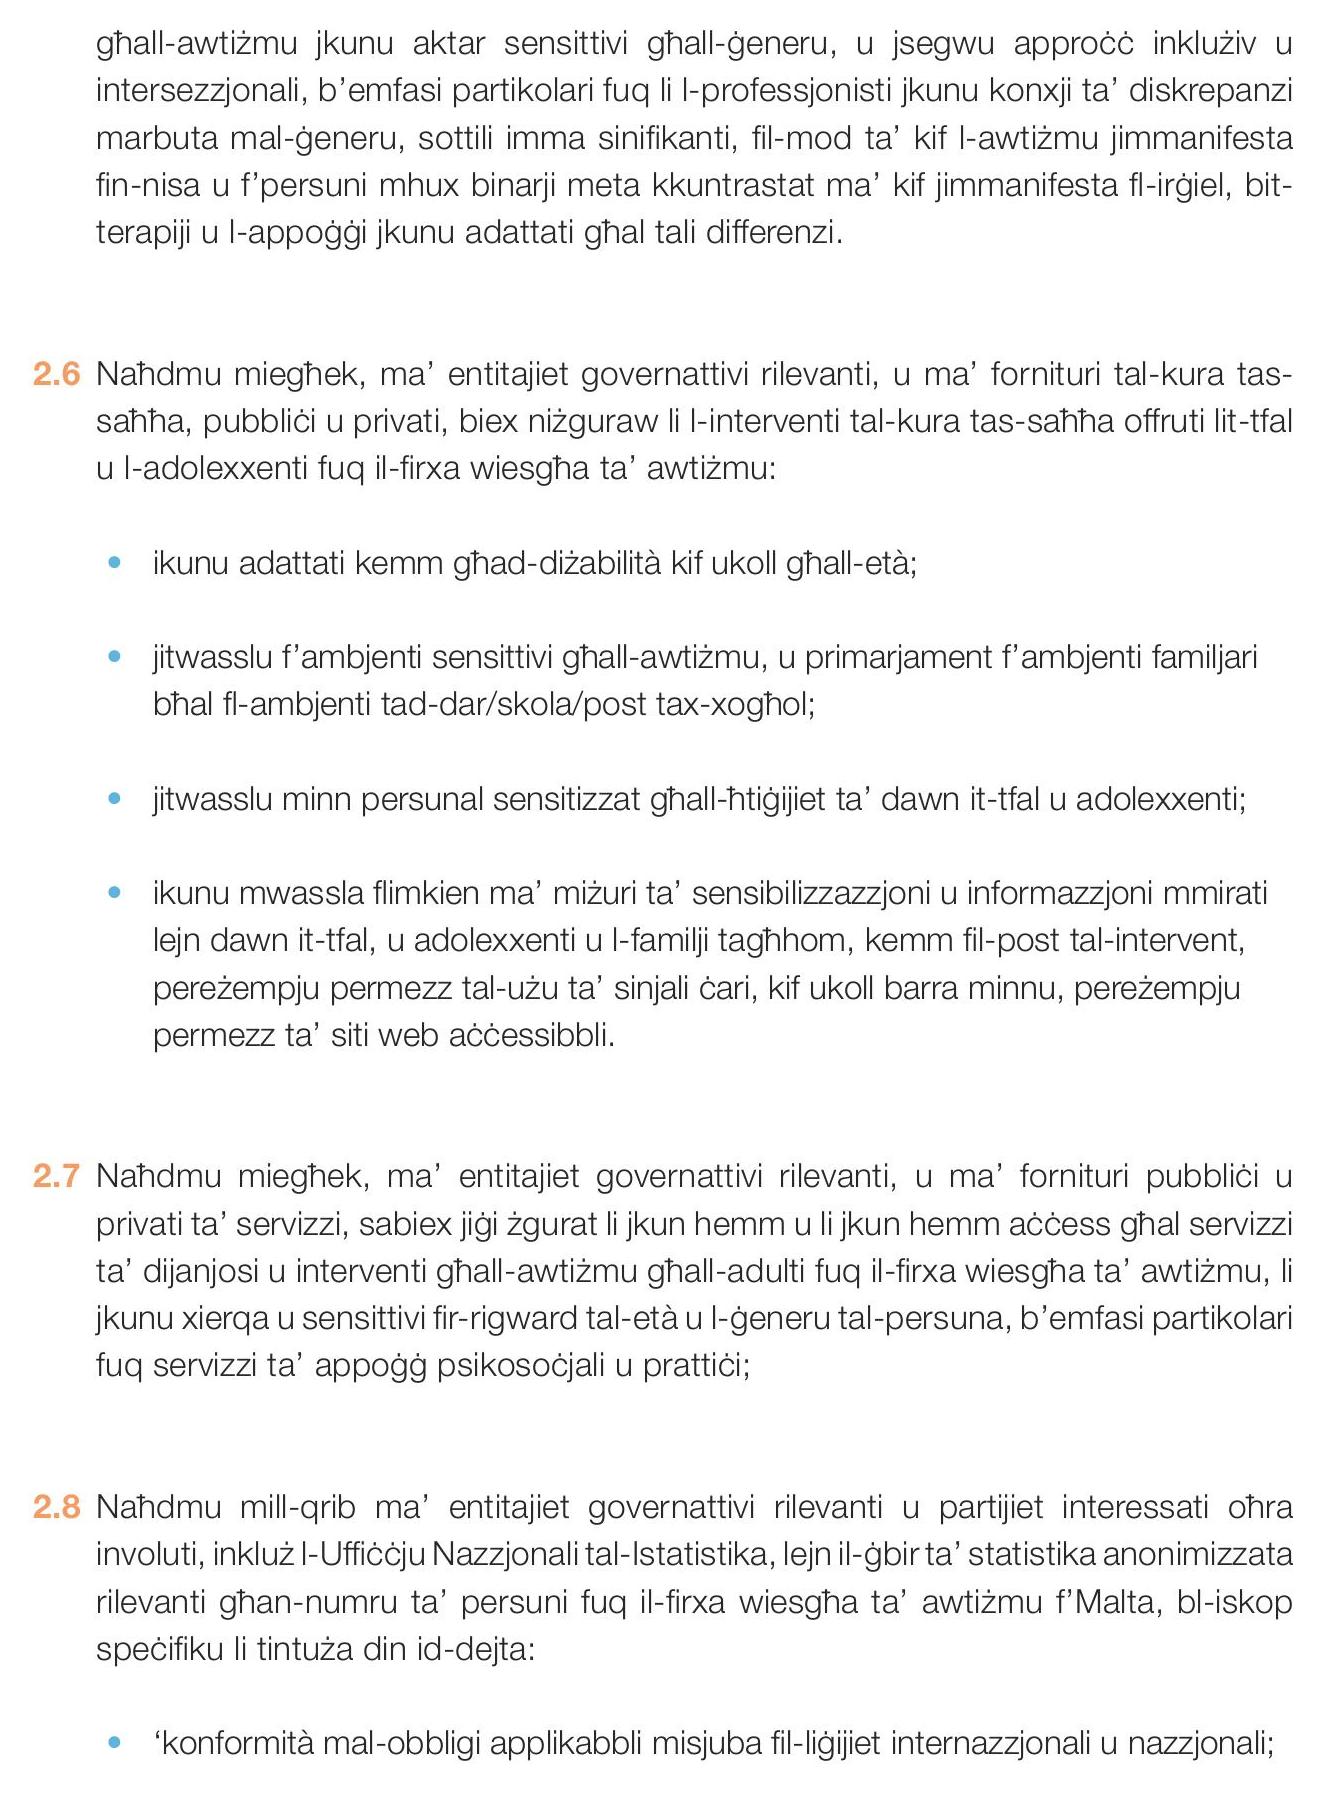 għall-awtiżmu jkunu aktar sensittivi għall-ġeneru, u jsegwu approċċ inklużiv u
intersezzjonali, b’emfasi partikolari fuq li l-professjonisti jkunu konxji ta’ diskrepanzi
marbuta mal-ġeneru, sottili imma sinifikanti, fil-mod ta’ kif l-awtiżmu jimmanifesta
fin-nisa u f’persuni mhux binarji meta kkuntrastat ma’ kif jimmanifesta fl-irġiel, bit-
terapiji u l-appoġġi jkunu adattati għal tali differenzi.
2.6 Naħdmu miegħek, ma’ entitajiet governattivi rilevanti, u ma’ fornituri tal-kura tas-
saħħa, pubbliċi u privati, biex niżguraw li l-interventi tal-kura tas-saħħa offruti lit-tfal
u l-adolexxenti fuq il-firxa wiesgħa ta’ awtiżmu:
• ikunu adattati kemm għad-diżabilità kif ukoll għall-età;
• jitwasslu f’ambjenti sensittivi għall-awtiżmu, u primarjament f’ambjenti familjari
bħal fl-ambjenti tad-dar/skola/post tax-xogħol;
• jitwasslu minn persunal sensitizzat għall-ħtiġijiet ta’ dawn it-tfal u adolexxenti;
• ikunu mwassla flimkien ma’ miżuri ta’ sensibilizzazzjoni u informazzjoni mmirati
lejn dawn it-tfal, u adolexxenti u l-familji tagħhom, kemm fil-post tal-intervent,
pereżempju permezz tal-użu ta’ sinjali ċari, kif ukoll barra minnu, pereżempju
permezz ta’ siti web aċċessibbli.
2.7 Naħdmu miegħek, ma’ entitajiet governattivi rilevanti, u ma’ fornituri pubbliċi u
privati ta’ servizzi, sabiex jiġi żgurat li jkun hemm u li jkun hemm aċċess għal servizzi
ta’ dijanjosi u interventi għall-awtiżmu għall-adulti fuq il-firxa wiesgħa ta’ awtiżmu, li
jkunu xierqa u sensittivi fir-rigward tal-età u l-ġeneru tal-persuna, b’emfasi partikolari
fuq servizzi ta’ appoġġ psikosoċjali u prattiċi;
2.8 Naħdmu mill-qrib ma’ entitajiet governattivi rilevanti u partijiet interessati oħra
involuti, inkluż l-Uffiċċju Nazzjonali tal-Istatistika, lejn il-ġbir ta’ statistika anonimizzata
rilevanti għan-numru ta’ persuni fuq il-firxa wiesgħa ta’ awtiżmu f’Malta, bl-iskop
speċifiku li tintuża din id-dejta:
• ‘konformità mal-obbligi applikabbli misjuba fil-liġijiet internazzjonali u nazzjonali;